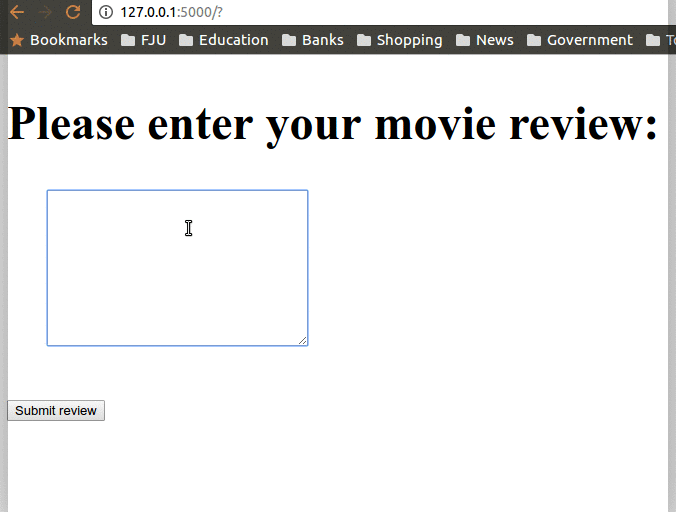 127.0.0.1:5000/?
Bookmarks FJU Education Banks Shopping News Government
Please enter your movie review:
Submit review